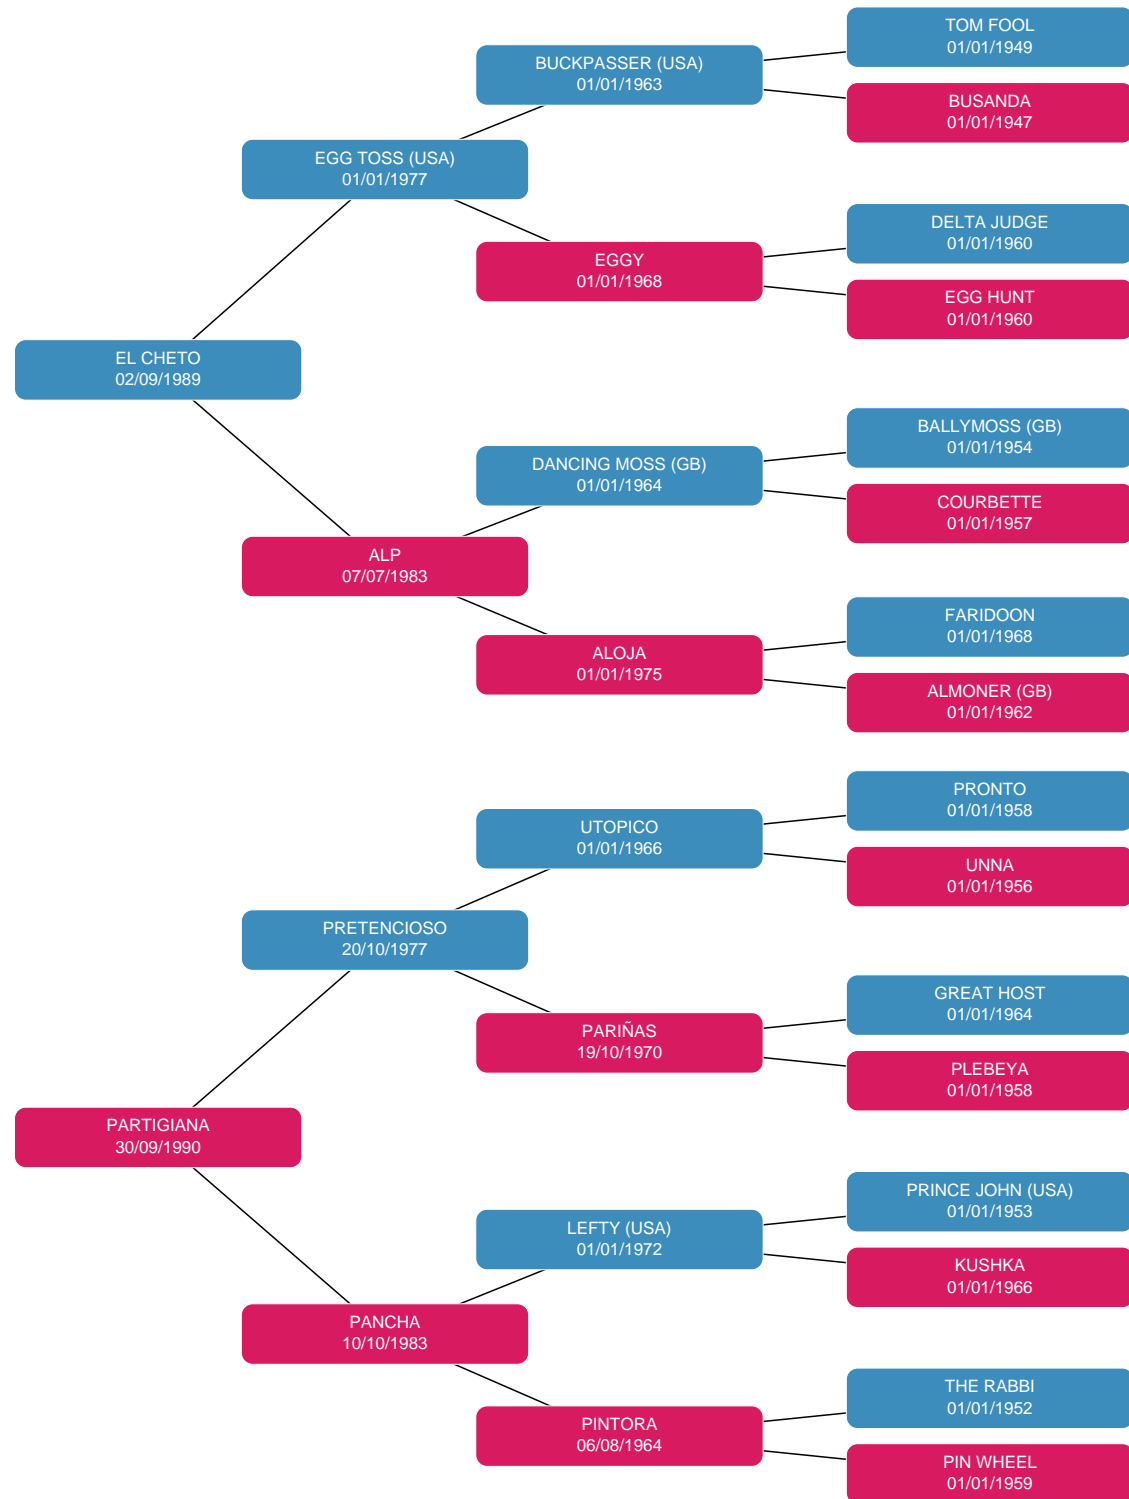 TOM FOOL
01/01/1949
BUCKPASSER (USA)
01/01/1963
BUSANDA
01/01/1947
EGG TOSS (USA)
01/01/1977
DELTA JUDGE
01/01/1960
EGGY
01/01/1968
EGG HUNT
01/01/1960
EL CHETO
02/09/1989
BALLYMOSS (GB)
01/01/1954
DANCING MOSS (GB)
01/01/1964
COURBETTE
01/01/1957
ALP
07/07/1983
FARIDOON
01/01/1968
ALOJA
01/01/1975
ALMONER (GB)
01/01/1962
PRONTO
01/01/1958
UTOPICO
01/01/1966
UNNA
01/01/1956
PRETENCIOSO
20/10/1977
GREAT HOST
01/01/1964
PARIÑAS
19/10/1970
PLEBEYA
01/01/1958
PARTIGIANA
30/09/1990
PRINCE JOHN (USA)
01/01/1953
LEFTY (USA)
01/01/1972
KUSHKA
01/01/1966
PANCHA
10/10/1983
THE RABBI
01/01/1952
PINTORA
06/08/1964
PIN WHEEL
01/01/1959